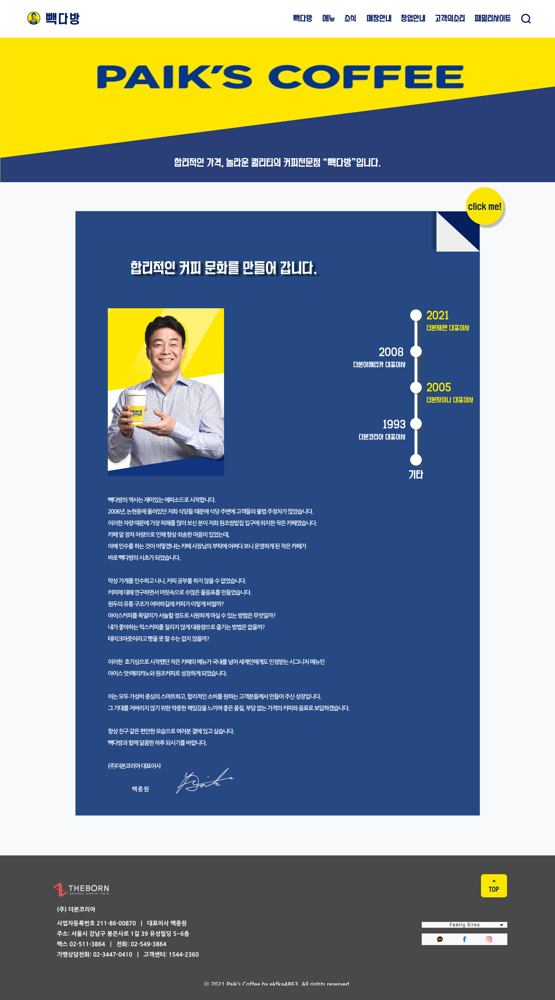 빽다방
빽다방 메뉴 소식 매장안내 창업안내 고객의소리 패밀리사이트
PAIK'S COFFEE
합리적인 가격, 놀라운 퀄리티의 커피전문점 “빽다방”입니다.
click me!
합리적인 커피 문화를 만들어 갑니다.
PAIK'S
COFFEE
2021
더본재팬 대표이사
2008
더본아메리카 대표이사
2005
더본차이나 대표이사
1993
더본코리아 대표이사
기타
빽다방의 역사는 재미있는 에피소드로 시작합니다.
2006년, 논현동에 몰려있던 저희 식당들 때문에 식당 주변에 고객들의 불법 주정차가 많았습니다.
이러한 차량 때문에 가장 피해를 많이 보신 분이 저희 원조쌈밥집 입구에 위치한 작은 카페였습니다.
카페 앞 정차 차량으로 인해 항상 죄송한 마음이 있었는데,
아예 인수를 하는 것이 어떻겠냐는 카페 사장님의 부탁에 어쩌다 보니 운영하게 된 작은 카페가
바로 빽다방의 시초가 되었습니다.
막상 가게를 인수하고 나니, 커피 공부를 하지 않을 수 없었습니다.
커피에 대해 연구하면서 머릿속으로 수많은 물음표를 만들었습니다.
원두의 유통 구조가 어떠하길래 커피가 이렇게 비쌀까?
아이스커피를 목덜미가 서늘할 정도로 시원하게 마실 수 있는 방법은 무엇일까?
내가 좋아하는 믹스커피를 질리지 않게 대용량으로 즐기는 방법은 없을까?
테이크아웃이라고 빵을 못 팔 수는 없지 않을까?
이러한 호기심으로 시작했던 작은 카페의 메뉴가 국내를 넘어 세계인에게도 인정받는 시그니처 메뉴인
아이스 앗!메리카노와 원조커피로 성장하게 되었습니다.
이는 모두 가성비 중심의 스마트하고, 합리적인 소비를 원하는 고객분들께서 만들어 주신 성장입니다.
그 기대를 저버리지 않기 위한 막중한 책임감을 느끼며 좋은 품질, 부담 없는 가격의 커피와 음료로 보답하겠습니다.
항상 친구 같은 편안한 모습으로 여러분 곁에 있고 싶습니다.
빽다방과 함께 달콤한 하루 되시기를 바랍니다.
(주)더본코리아 대표이사
백종원
THEBORN
ORIGINAL KOREAN TASTE
TOP
(주) 더본코리아
사업자등록번호 211-86-00870 | 대표이사 백종원
주소: 서울시 강남구 봉은사로 1길 39 유성빌딩 5~6층
팩스 02-511-3864 | 전화: 02-549-3864
가맹상담전화: 02-3447-0410 | 고객센터: 1544-2360
Family Sites
TALK
ⓒ 2021 Paik's Coffee by ekfka4863. All rights reserved